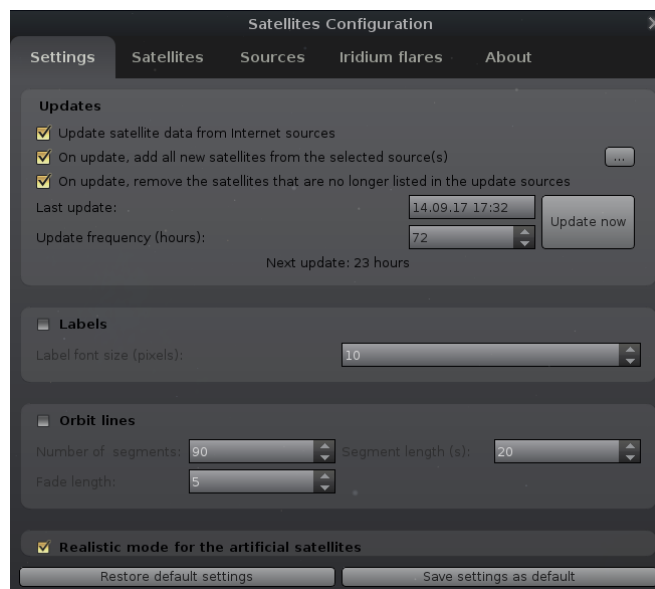 Satellites Configuration
Settings Satellites Sources Iridium flares About
Updates
Update satellite data from Internet sources
On update, add all new satellites from the selected source(s) ...
On update, remove the satellites that are no longer listed in the update sources
Last update: 14.09.17 17:32
Update now
Update frequency (hours): 72
Next update: 23 hours
Labels
Label font size (pixels): 10
Orbit lines
Number of segments: 90 Segment length (s): 20
Fade length: 5
Realistic mode for the artificial satellites
Restore default settings Save settings as default